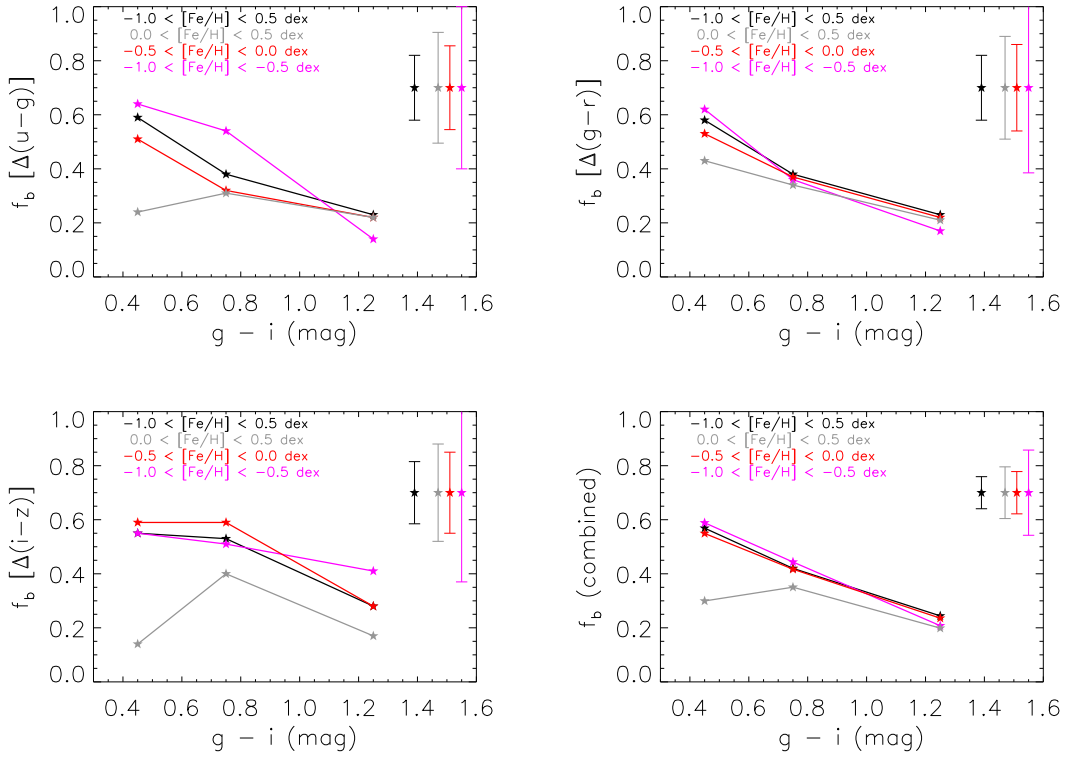 −1.0 < [Fe/H] < 0.5 dex
0.0 < [Fe/H] < 0.5 dex
−0.5 < [Fe/H] < 0.0 dex
−1.0 < [Fe/H] < −0.5 dex
1.0
0.8
0.6
0.4
0.2
0.0
f_b [Δ(u−g)]
0.4 0.6 0.8 1.0 1.2 1.4 1.6
g − i (mag)
−1.0 < [Fe/H] < 0.5 dex
0.0 < [Fe/H] < 0.5 dex
−0.5 < [Fe/H] < 0.0 dex
−1.0 < [Fe/H] < −0.5 dex
1.0
0.8
0.6
0.4
0.2
0.0
f_b [Δ(g−r)]
0.4 0.6 0.8 1.0 1.2 1.4 1.6
g − i (mag)
−1.0 < [Fe/H] < 0.5 dex
0.0 < [Fe/H] < 0.5 dex
−0.5 < [Fe/H] < 0.0 dex
−1.0 < [Fe/H] < −0.5 dex
1.0
0.8
0.6
0.4
0.2
0.0
f_b [Δ(i−z)]
0.4 0.6 0.8 1.0 1.2 1.4 1.6
g − i (mag)
−1.0 < [Fe/H] < 0.5 dex
0.0 < [Fe/H] < 0.5 dex
−0.5 < [Fe/H] < 0.0 dex
−1.0 < [Fe/H] < −0.5 dex
1.0
0.8
0.6
0.4
0.2
0.0
f_b (combined)
0.4 0.6 0.8 1.0 1.2 1.4 1.6
g − i (mag)